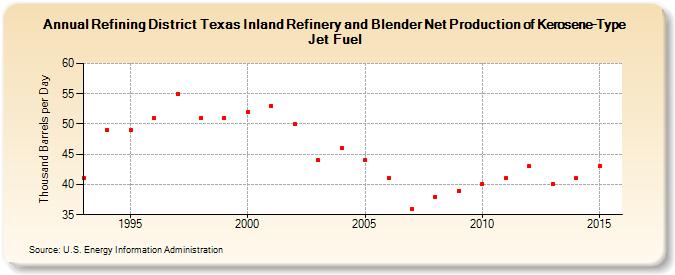 Annual Refining District Texas Inland Refinery and Blender Net Production of Kerosene-Type
Jet Fuel
Thousand Barrels per Day
60
55
50
45
40
35
1995
2000
2005
2010
2015
Source: U.S. Energy Information Administration